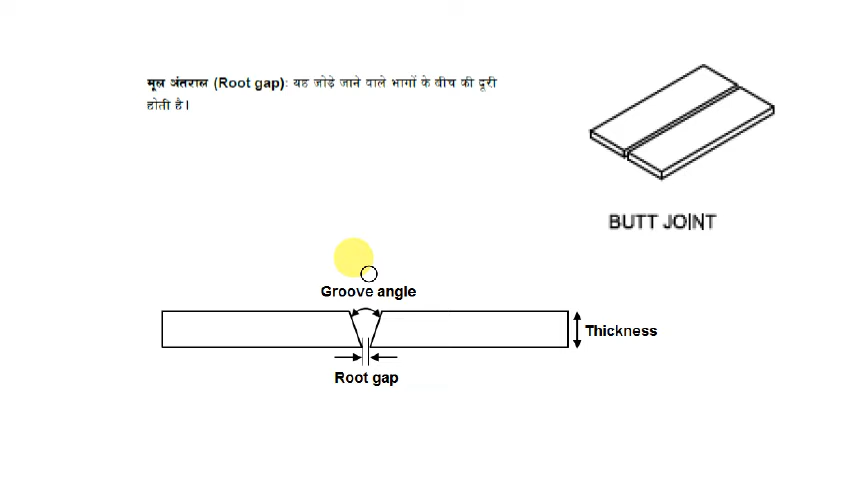 मूल अंतराल (Root gap): यह जोड़े जाने वाले भागों के बीच की दूरी
होती है।
BUTT JOINT
Groove angle
Thickness
Root gap